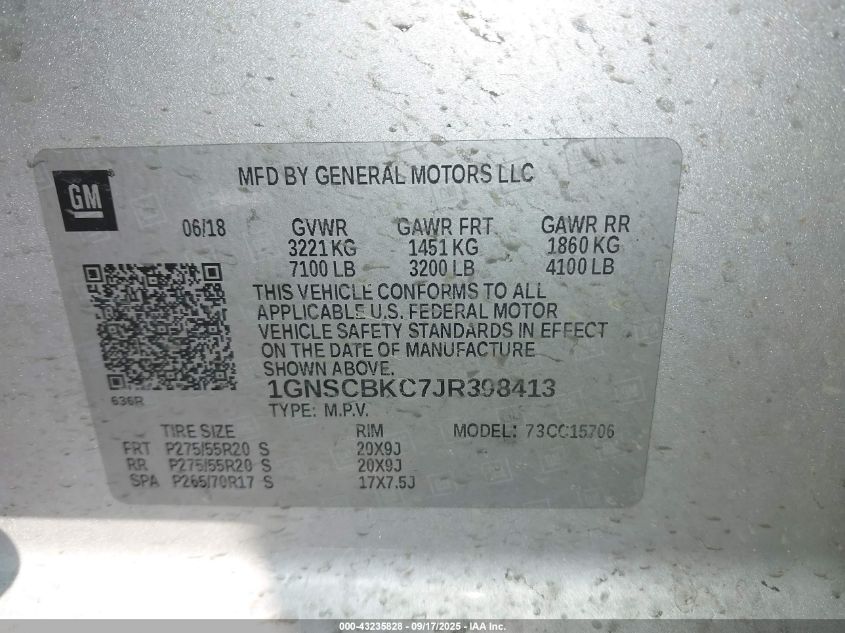 GM
MFD BY GENERAL MOTORS LLC
06/18 GVWR GAWR FRT GAWR RR
3221 KG 1451 KG 1860 KG
7100 LB 3200 LB 4100 LB
THIS VEHICLE CONFORMS TO ALL
APPLICABLE U.S. FEDERAL MOTOR
VEHICLE SAFETY STANDARDS IN EFFECT
ON THE DATE OF MANUFACTURE
SHOWN ABOVE.
1GNSCBKC7JR398413
636R
TYPE: M.P.V.
TIRE SIZE RIM MODEL: 73CC15706
FRT P275/55R20 S 20X9J
RR P275/55R20 S 20X9J
SPA P265/70R17 S 17X7.5J
000-43235828 - 09/17/2025 - IAA Inc.